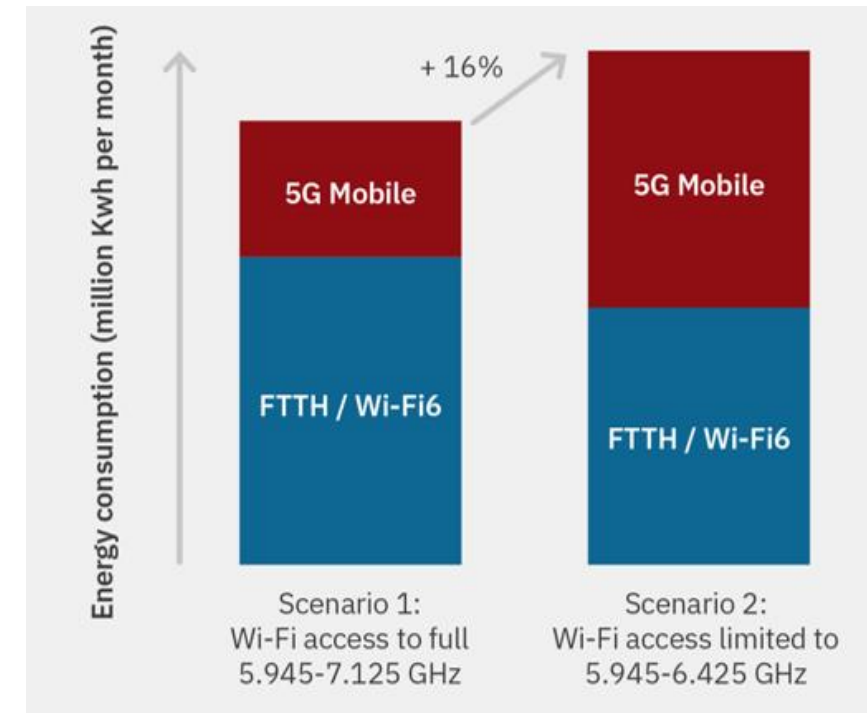 Energy consumption (million Kwh per month)
+ 16%
5G Mobile
FTTH / Wi-Fi6
5G Mobile
FTTH / Wi-Fi6
Scenario 1:
Wi-Fi access to full
5.945-7.125 GHz
Scenario 2:
Wi-Fi access limited to
5.945-6.425 GHz